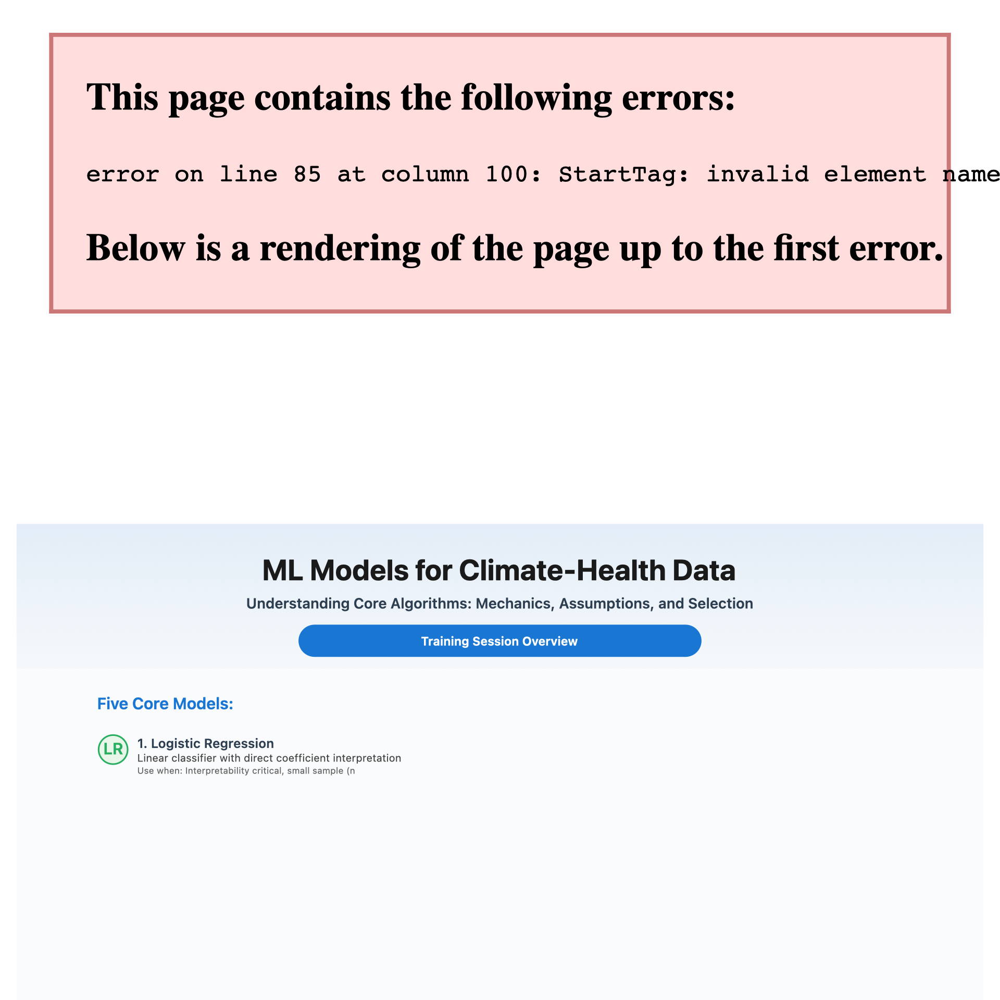 This page contains the following errors:
error on line 85 at column 100: StartTag: invalid element name
Below is a rendering of the page up to the first error.
ML Models for Climate-Health Data
Understanding Core Algorithms: Mechanics, Assumptions, and Selection
Training Session Overview
Five Core Models:
LR
1. Logistic Regression
Linear classifier with direct coefficient interpretation
Use when: Interpretability critical, small sample (n